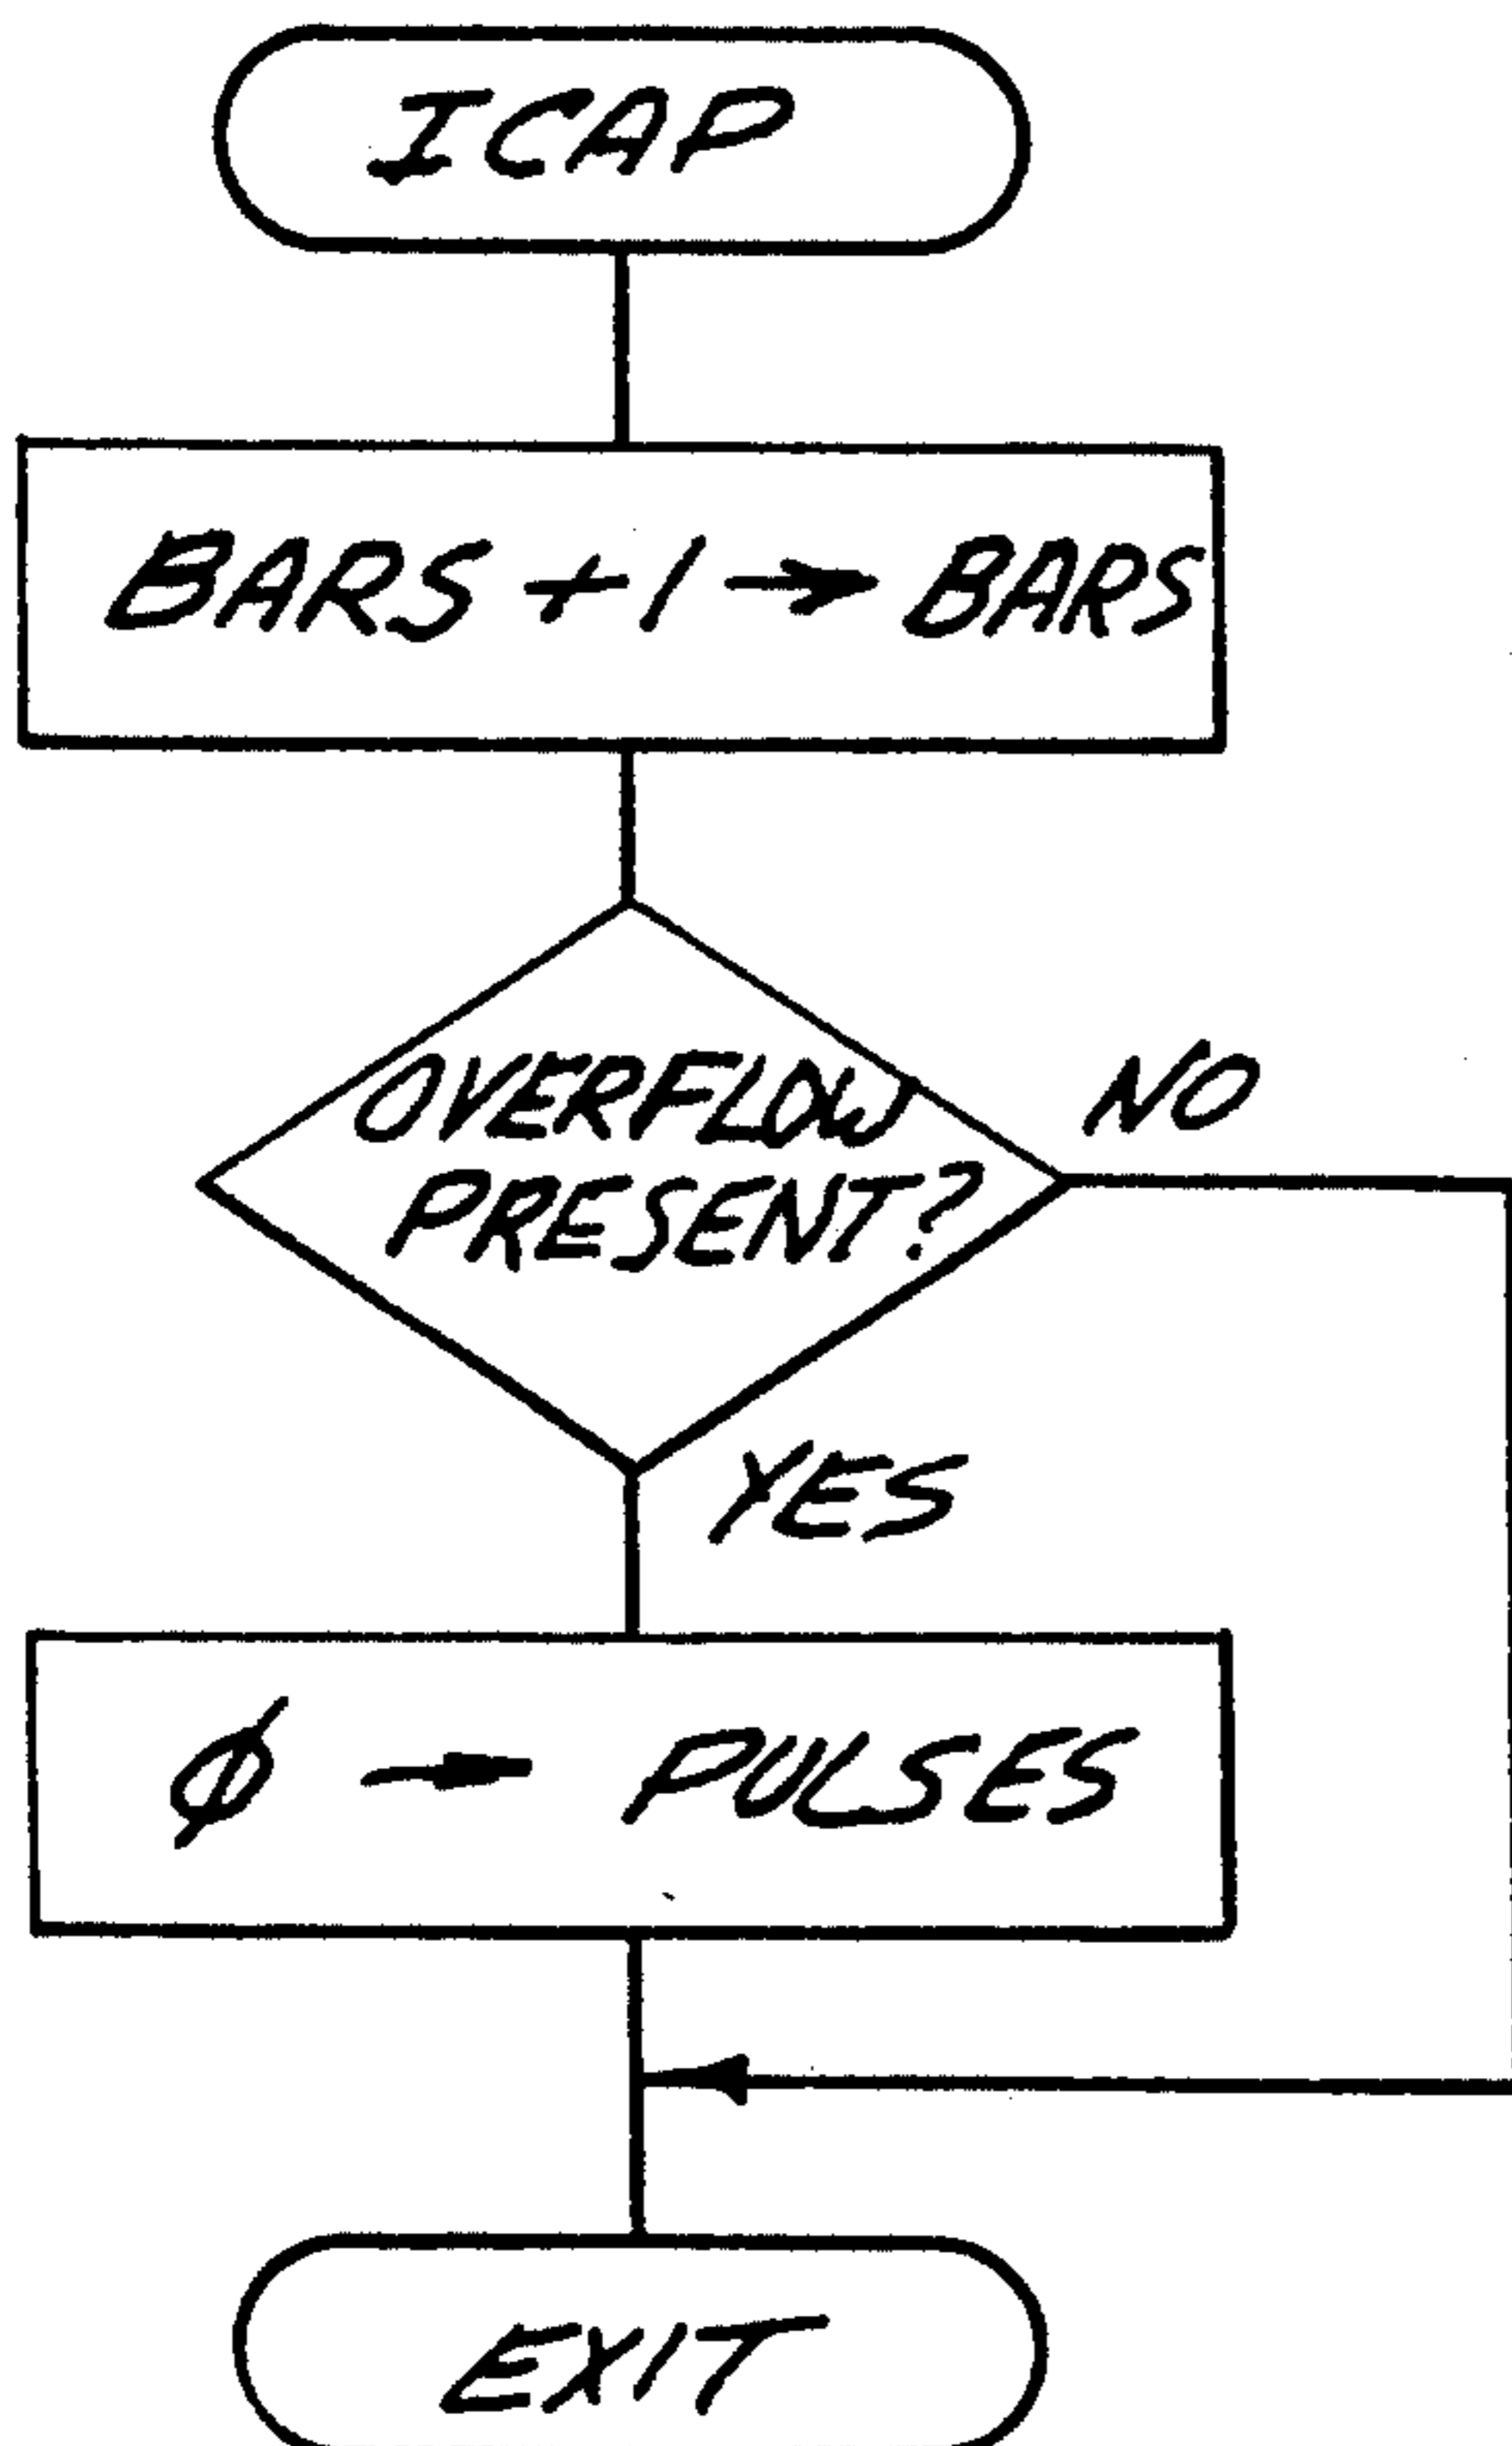 ICAP
BARS + 1 → BARS
OVERFLOW
PRESENT?
NO
YES
∅ → PULSES
EXIT